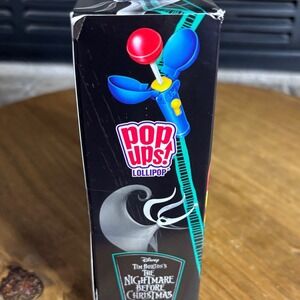 pop
ups!
LOLLIPOP
Disney
TIM BURTON'S
THE
NIGHTMARE
BEFORE
CHRISTMAS